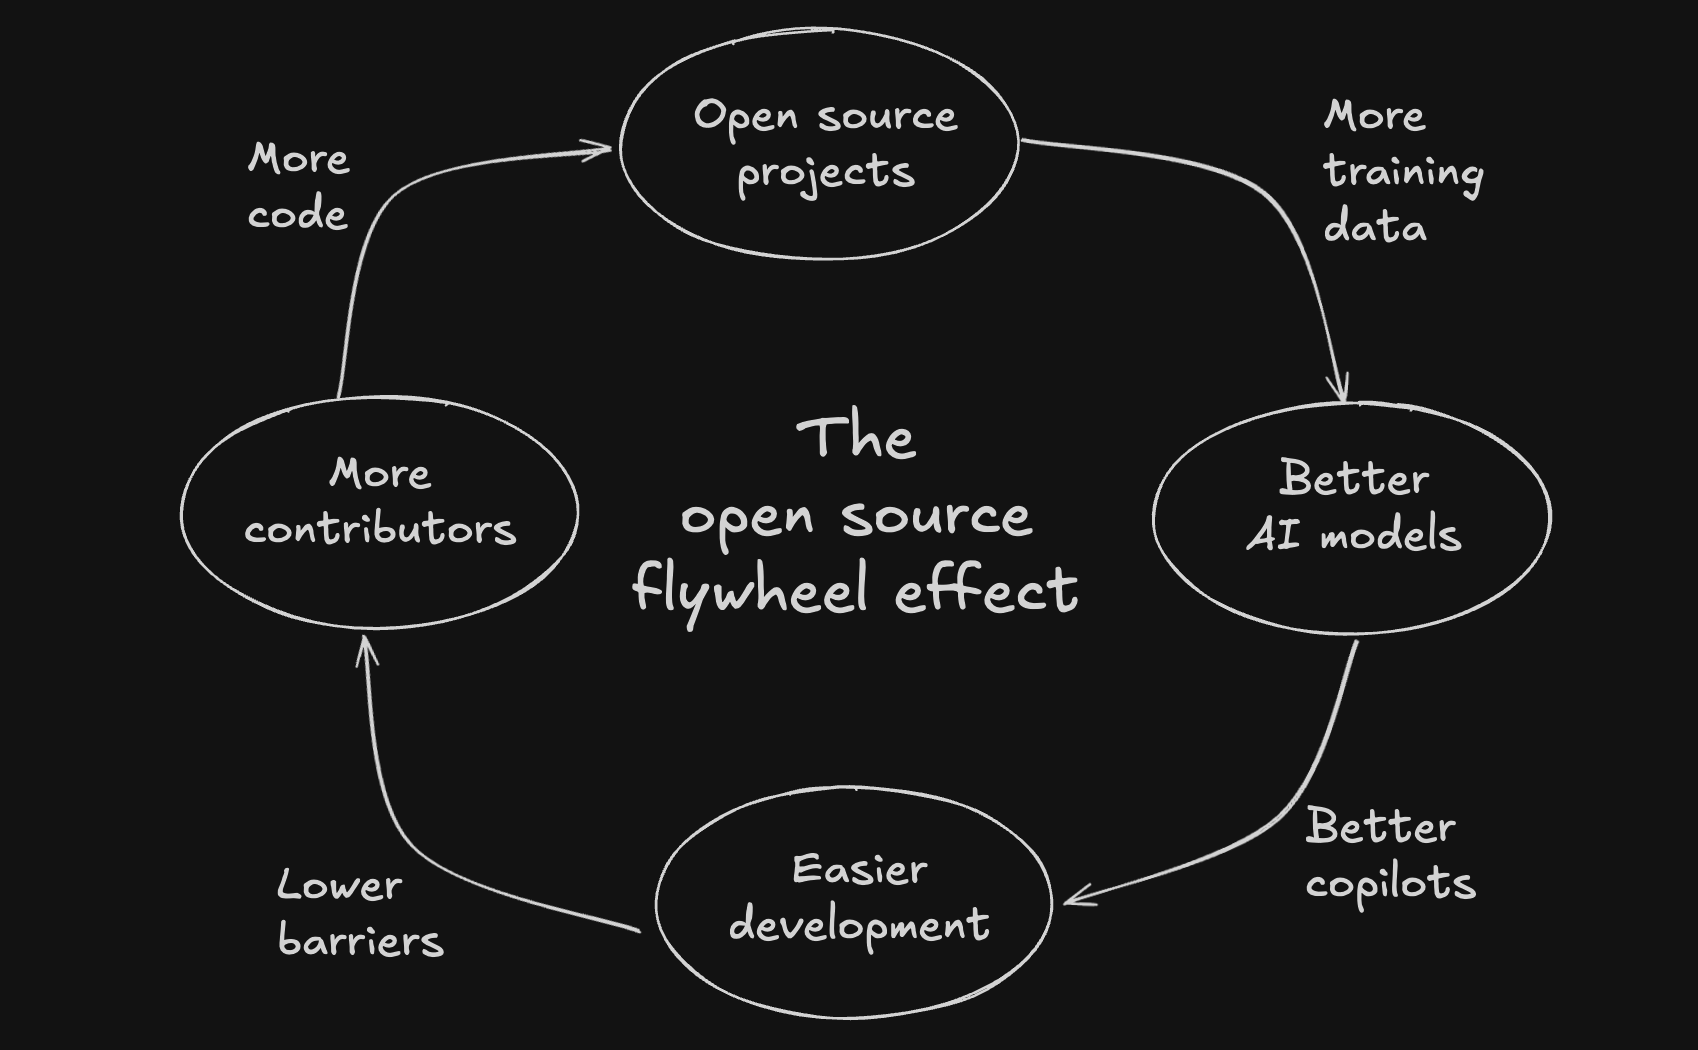 Open source
projects
More
training
data
Better
AI models
Better
copilots
Easier
development
Lower
barriers
More
contributors
More
code
The
open source
flywheel effect